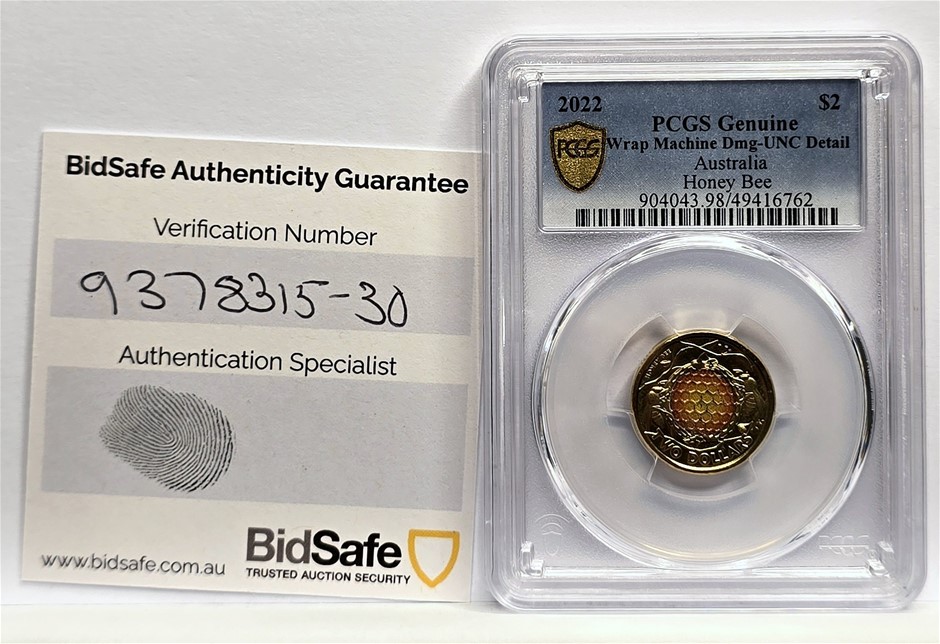 BidSafe Authenticity Guarantee
Verification Number
9378315-30
Authentication Specialist
www.bidsafe.com.au
BidSafe
TRUSTED AUCTION SECURITY
2022 $2
PCGS Genuine
PCGS
Wrap Machine Dmg-UNC Detail
Australia
Honey Bee
904043.98/49416762
TWO DOLLARS
PCGS